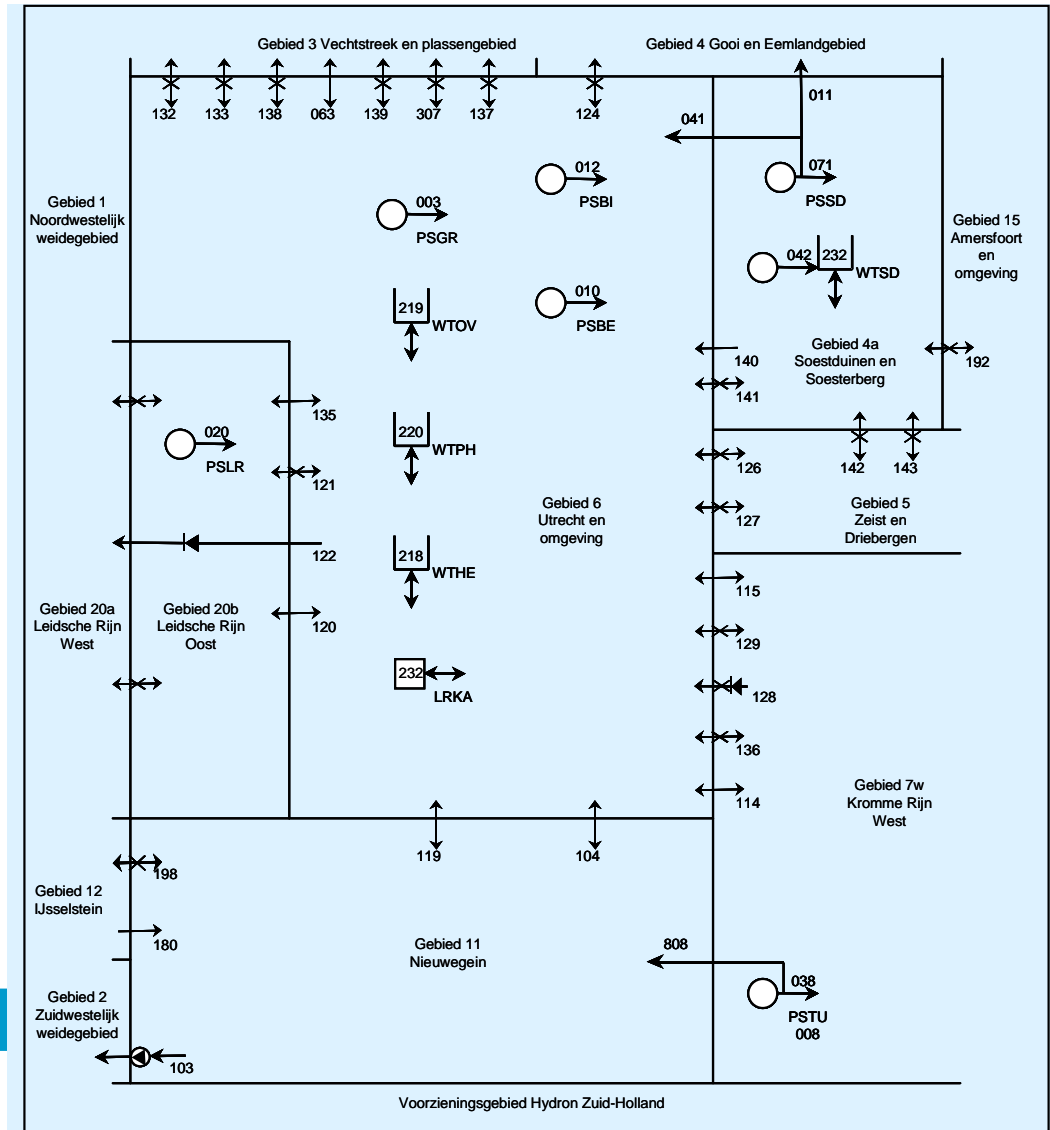 Gebied 3 Vechtstreek en plassengebied
Gebied 4 Gooi en Eemlandgebied
132
133
138
063
139
307
137
124
041
011
012
PSBI
071
PSSD
003
PSGR
Gebied 1
Noordwestelijk
weidegebied
Gebied 15
Amersfoort
en
omgeving
042
232
WTSD
010
PSBE
219
WTOV
140
141
Gebied 4a
Soestduinen en
Soesterberg
192
135
020
PSLR
121
220
WTPH
126
127
142
143
Gebied 6
Utrecht en
omgeving
Gebied 5
Zeist en
Driebergen
122
218
WTHE
115
Gebied 20a
Leidsche Rijn
West
Gebied 20b
Leidsche Rijn
Oost
120
129
232
LRKA
128
136
114
Gebied 7w
Kromme Rijn
West
119
104
198
Gebied 12
IJsselstein
180
Gebied 11
Nieuwegein
808
038
PSTU
008
Gebied 2
Zuidwestelijk
weidegebied
103
Voorzieningsgebied Hydron Zuid-Holland